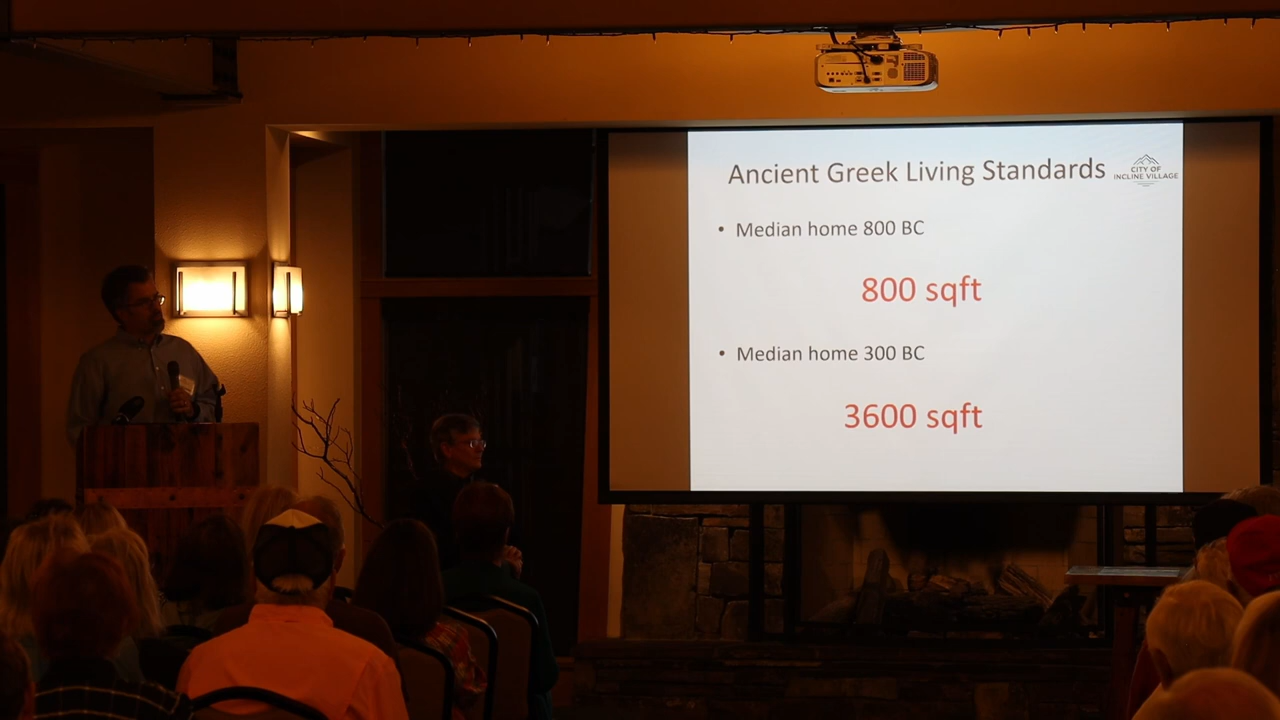 Ancient Greek Living Standards
CITY OF
INCLINE VILLAGE
• Median home 800 BC
800 sqft
• Median home 300 BC
3600 sqft